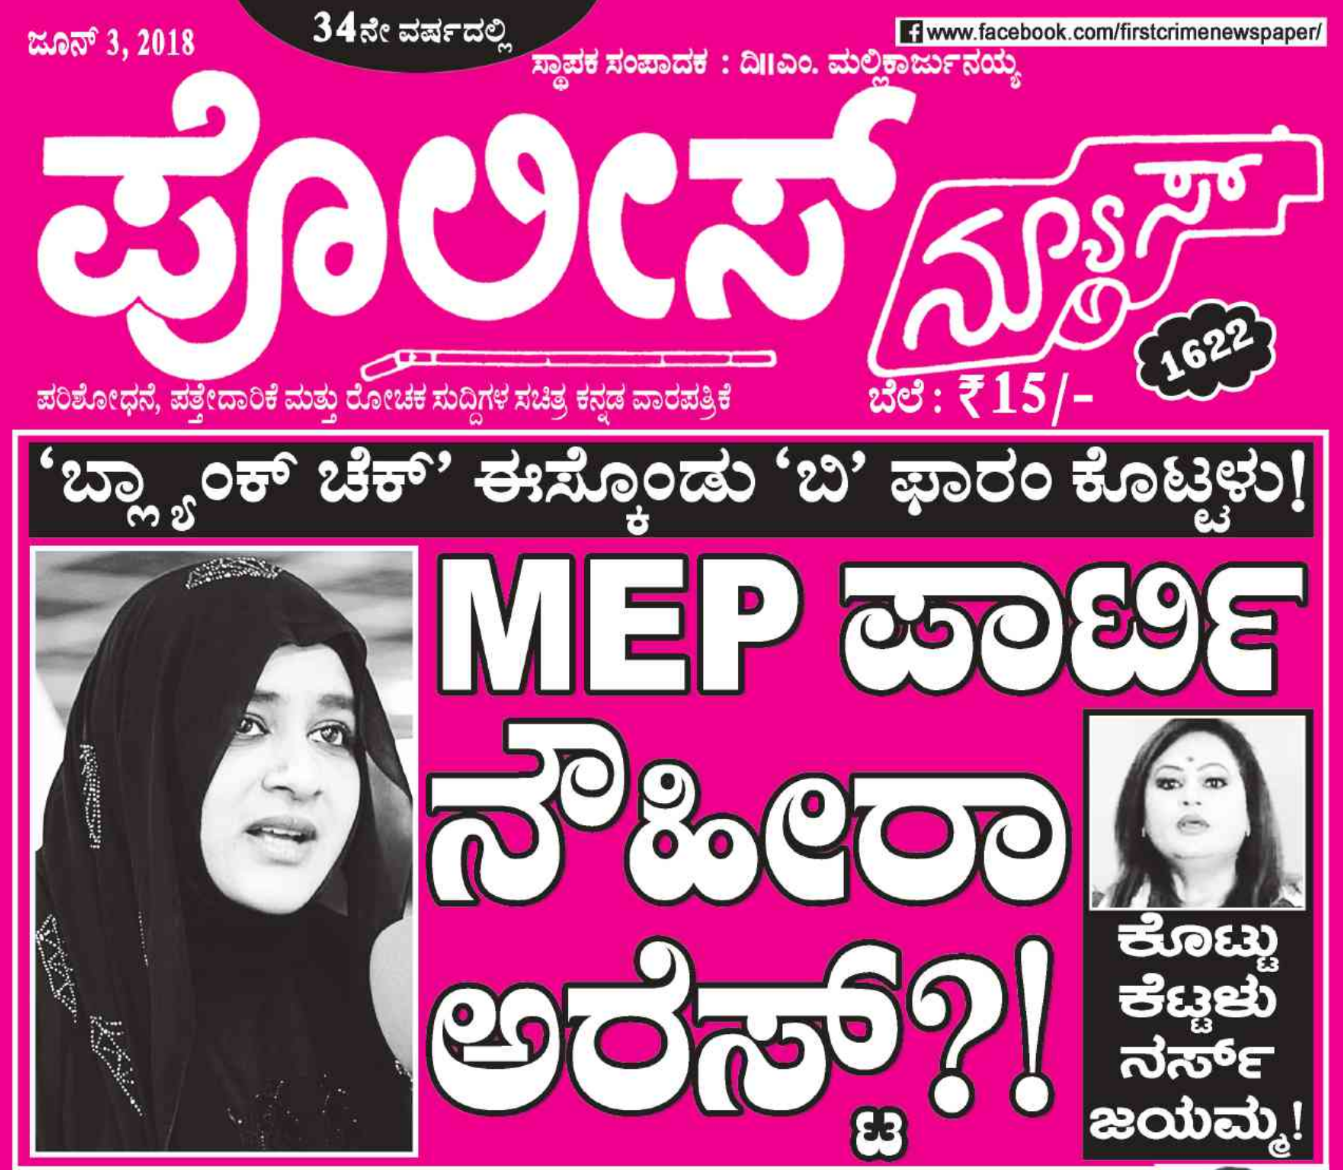 ಜೂನ್ 3, 2018
34ನೇ ವರ್ಷದಲ್ಲಿ
www.facebook.com/firstcrimenewspaper/
ಸ್ಥಾಪಕ ಸಂಪಾದಕ : ದಿ||ಎಂ. ಮಲ್ಲಿಕಾರ್ಜುನಯ್ಯ
ಪೊಲೀಸ್ ನ್ಯೂಸ್
1622
ಪರಿಶೋಧನೆ, ಪತ್ತೇದಾರಿಕೆ ಮತ್ತು ರೋಚಕ ಸುದ್ದಿಗಳ ಸಚಿತ್ರ ಕನ್ನಡ ವಾರಪತ್ರಿಕೆ
ಬೆಲೆ : ₹15/-
‘ಬ್ಲ್ಯಾಂಕ್ ಚೆಕ್’ ಈಸ್ಕೊಂಡು ‘ಬಿ’ ಫಾರಂ ಕೊಟ್ಟಳು!
MEP ಪಾರ್ಟಿ
ನೌಹೀರಾ
ಅರೆಸ್ಟ್?!
ಕೊಟ್ಟು
ಕೆಟ್ಟಳು
ನರ್ಸ್
ಜಯಮ್ಮ!